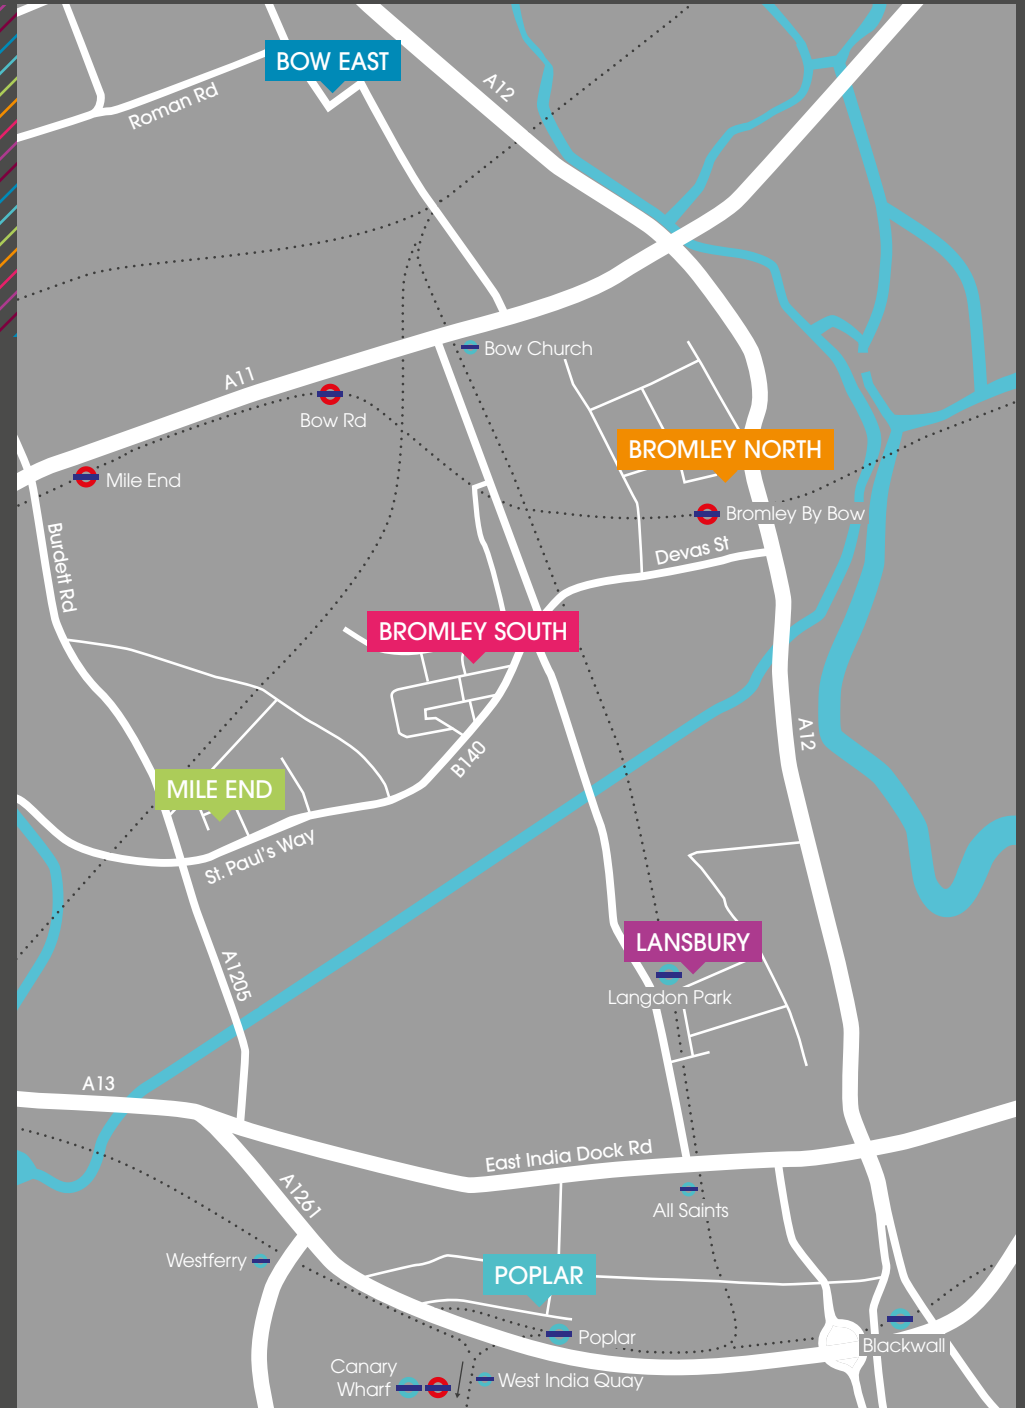 BOW EAST
A12
Roman Rd
Bow Church
A11
Bow Rd
BROMLEY NORTH
Mile End
Bromley By Bow
Burdett Rd
Devas St
BROMLEY SOUTH
A12
B140
MILE END
St. Paul's Way
LANSBURY
A1205
Langdon Park
A13
East India Dock Rd
A1261
All Saints
Westferry
POPLAR
Poplar
Blackwall
Canary
Wharf
West India Quay